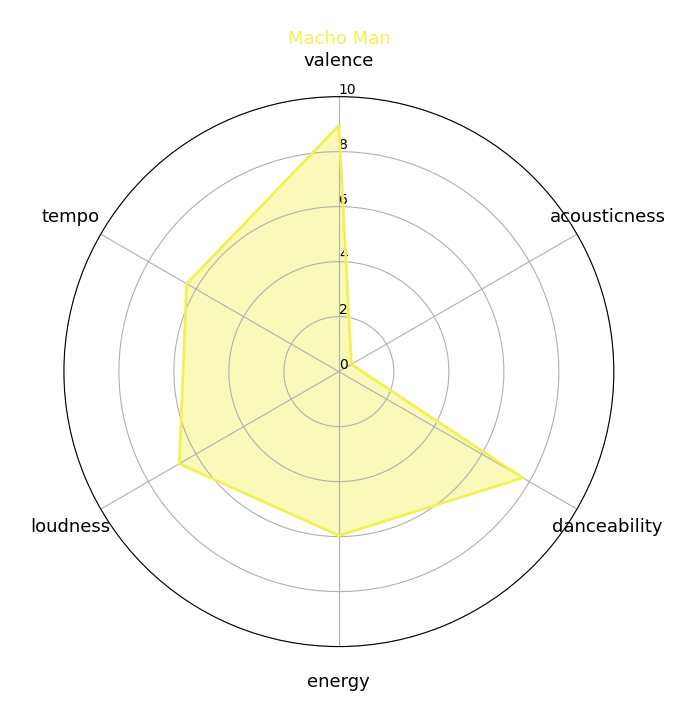 Macho Man
valence
10
8
6
4
2
0
tempo
acousticness
loudness
danceability
energy